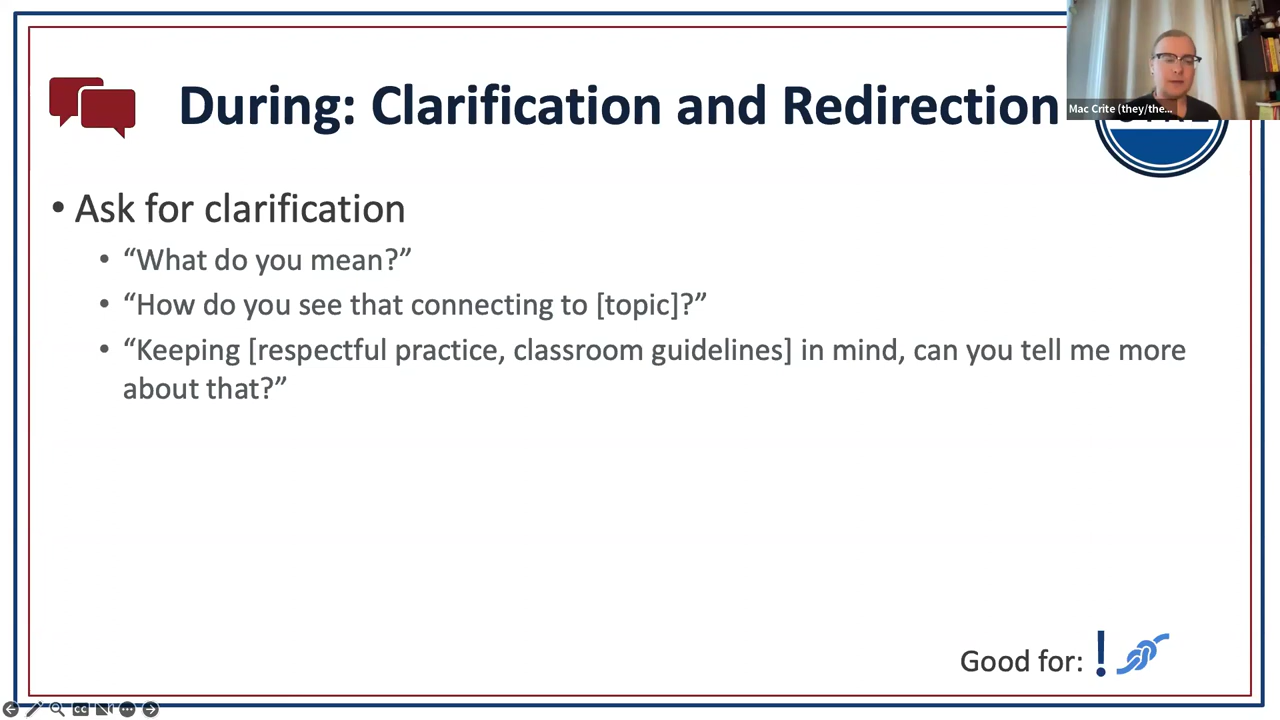 During: Clarification and Redirection
Mac Crite (they/the...
• Ask for clarification
• “What do you mean?”
• “How do you see that connecting to [topic]?”
• “Keeping [respectful practice, classroom guidelines] in mind, can you tell me more
about that?”
Good for: !
CC